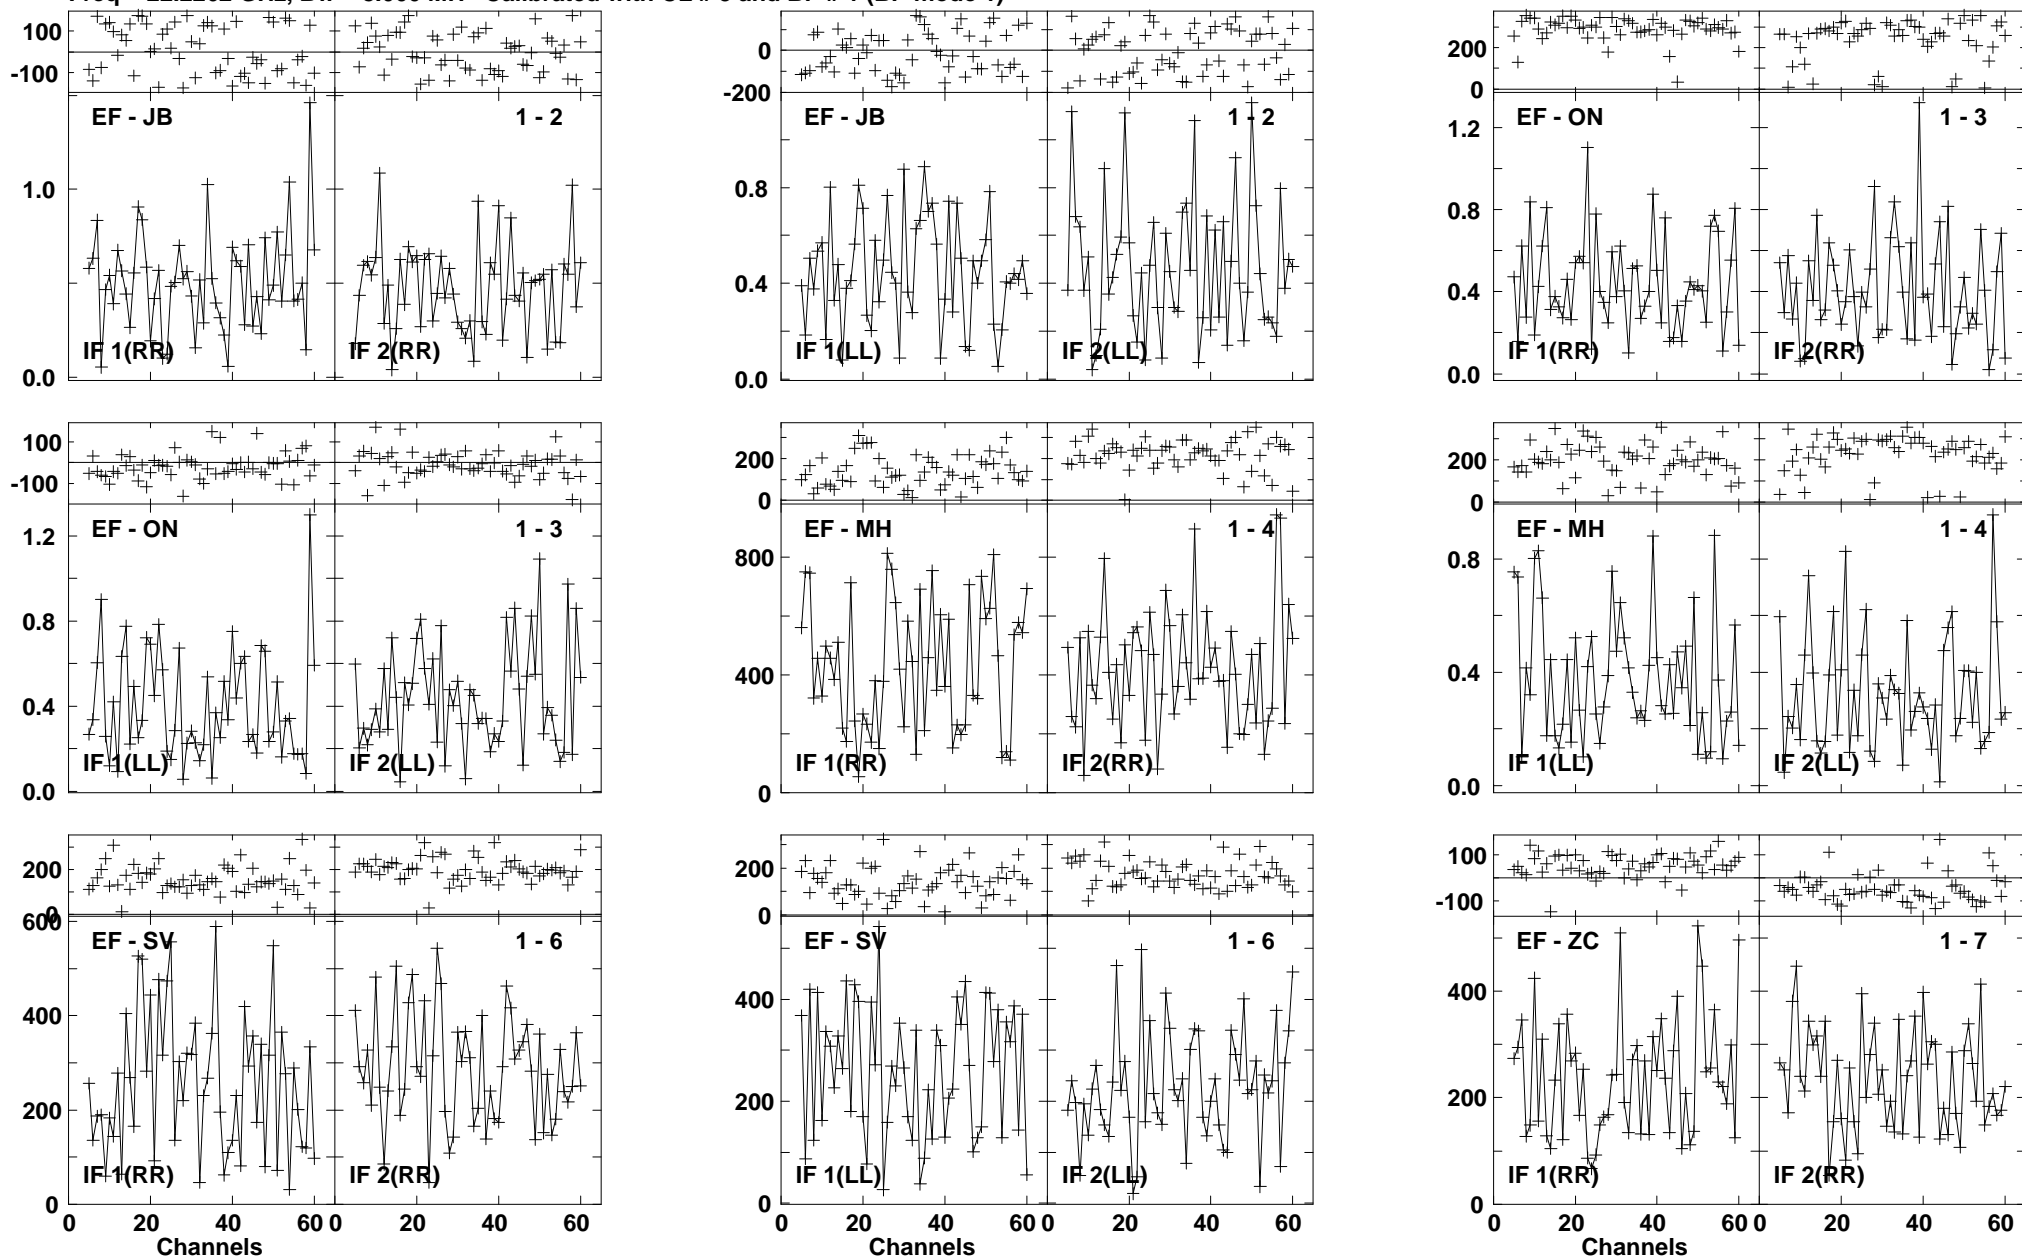 100
-100
EF - JB
1 - 2
1.0
0.0
IF 1(RR)
IF 2(RR)
0
-200
EF - JB
1 - 2
0.8
0.4
0.0
IF 1(LL)
IF 2(LL)
200
0
EF - ON
1 - 3
1.2
0.8
0.4
0.0
IF 1(RR)
IF 2(RR)
100
-100
EF - ON
1 - 3
1.2
0.8
0.4
0.0
IF 1(LL)
IF 2(LL)
200
0
EF - MH
1 - 4
800
400
0
IF 1(RR)
IF 2(RR)
200
0
EF - MH
1 - 4
0.8
0.4
0.0
IF 1(LL)
IF 2(LL)
200
0
600
EF - SV
1 - 6
400
200
0
IF 1(RR)
IF 2(RR)
0 20 40 60 0 20 40 60
Channels
200
0
EF - SV
1 - 6
400
200
0
IF 1(LL)
IF 2(LL)
0 20 40 60 0 20 40 60
Channels
100
-100
EF - ZC
1 - 7
400
200
0
IF 1(RR)
IF 2(RR)
0 20 40 60 0 20 40 60
Channels